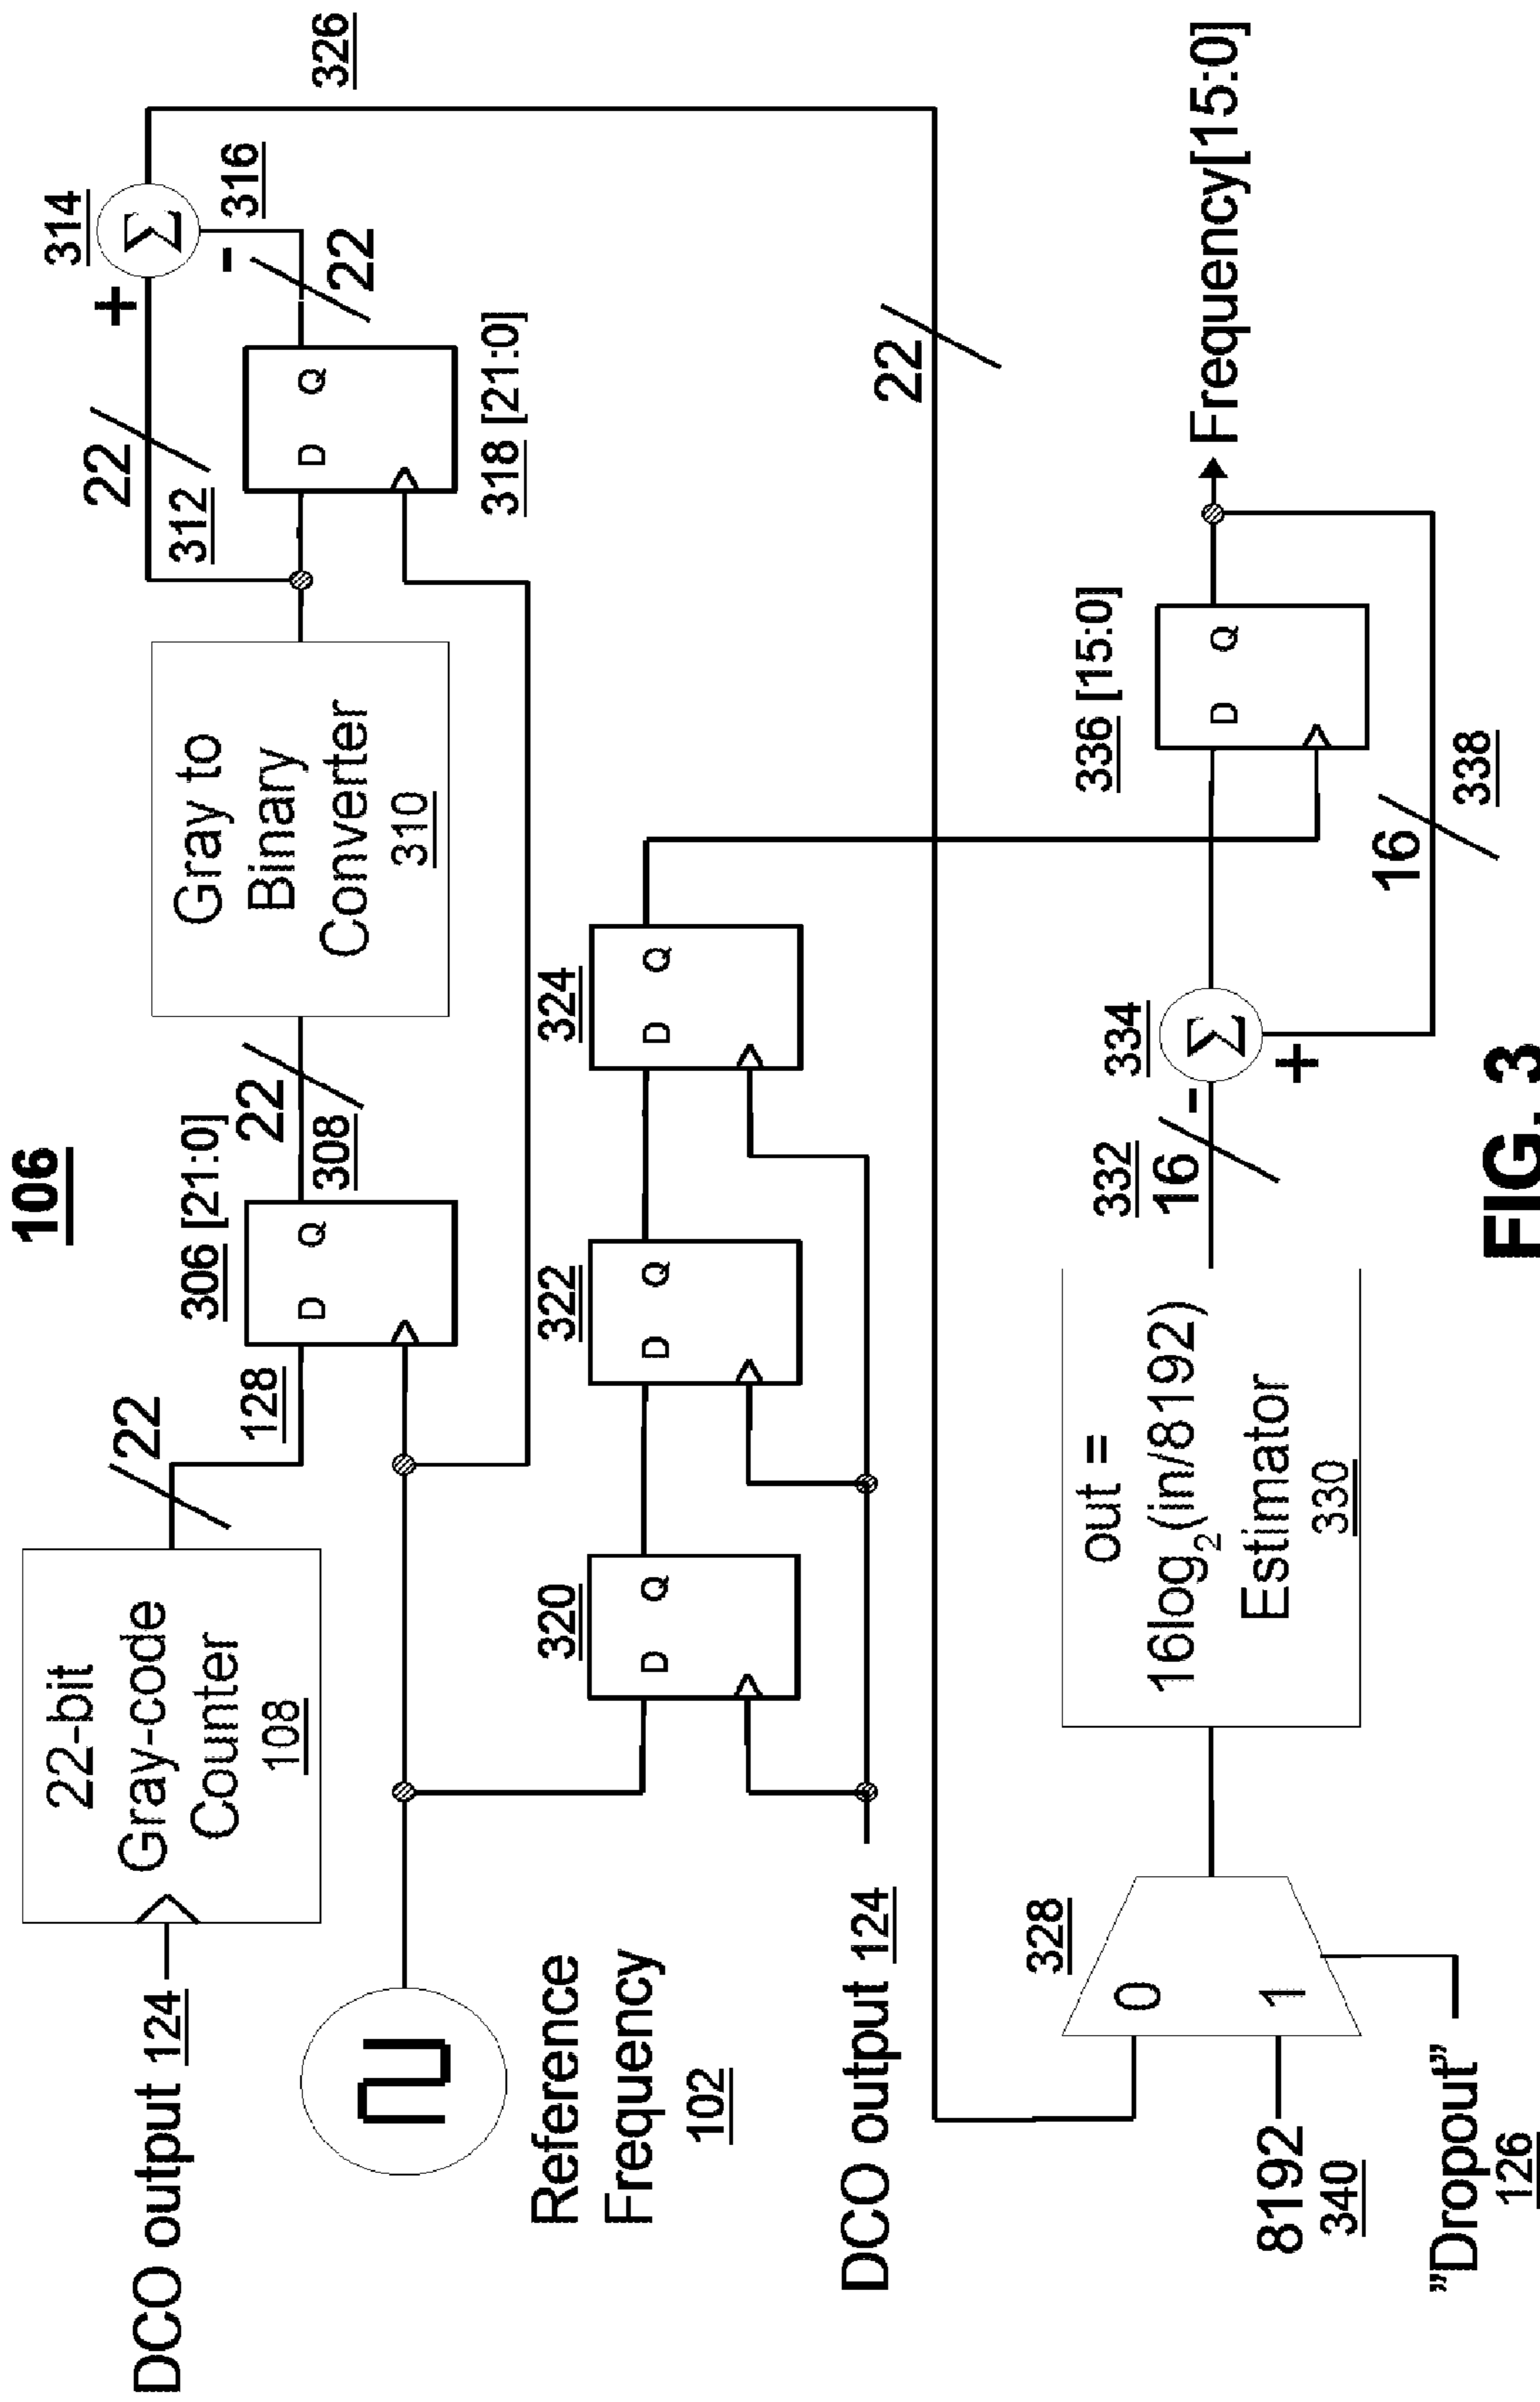 106
DCO output 124
22-bit
Gray-code
Counter
108
22
128
306 [21:0]
D Q
22
308
Gray to
Binary
Converter
310
22
312
+
314
Σ
-
316
22
D Q
318 [21:0]
326
Reference
Frequency
102
320
D Q
322
D Q
324
D Q
DCO output 124
22
328
0
1
8192
340
"Dropout"
126
out =
16log2(in/8192)
Estimator
330
332
16
-
334
Σ
+
336 [15:0]
D Q
16
338
Frequency[15:0]
FIG. 3